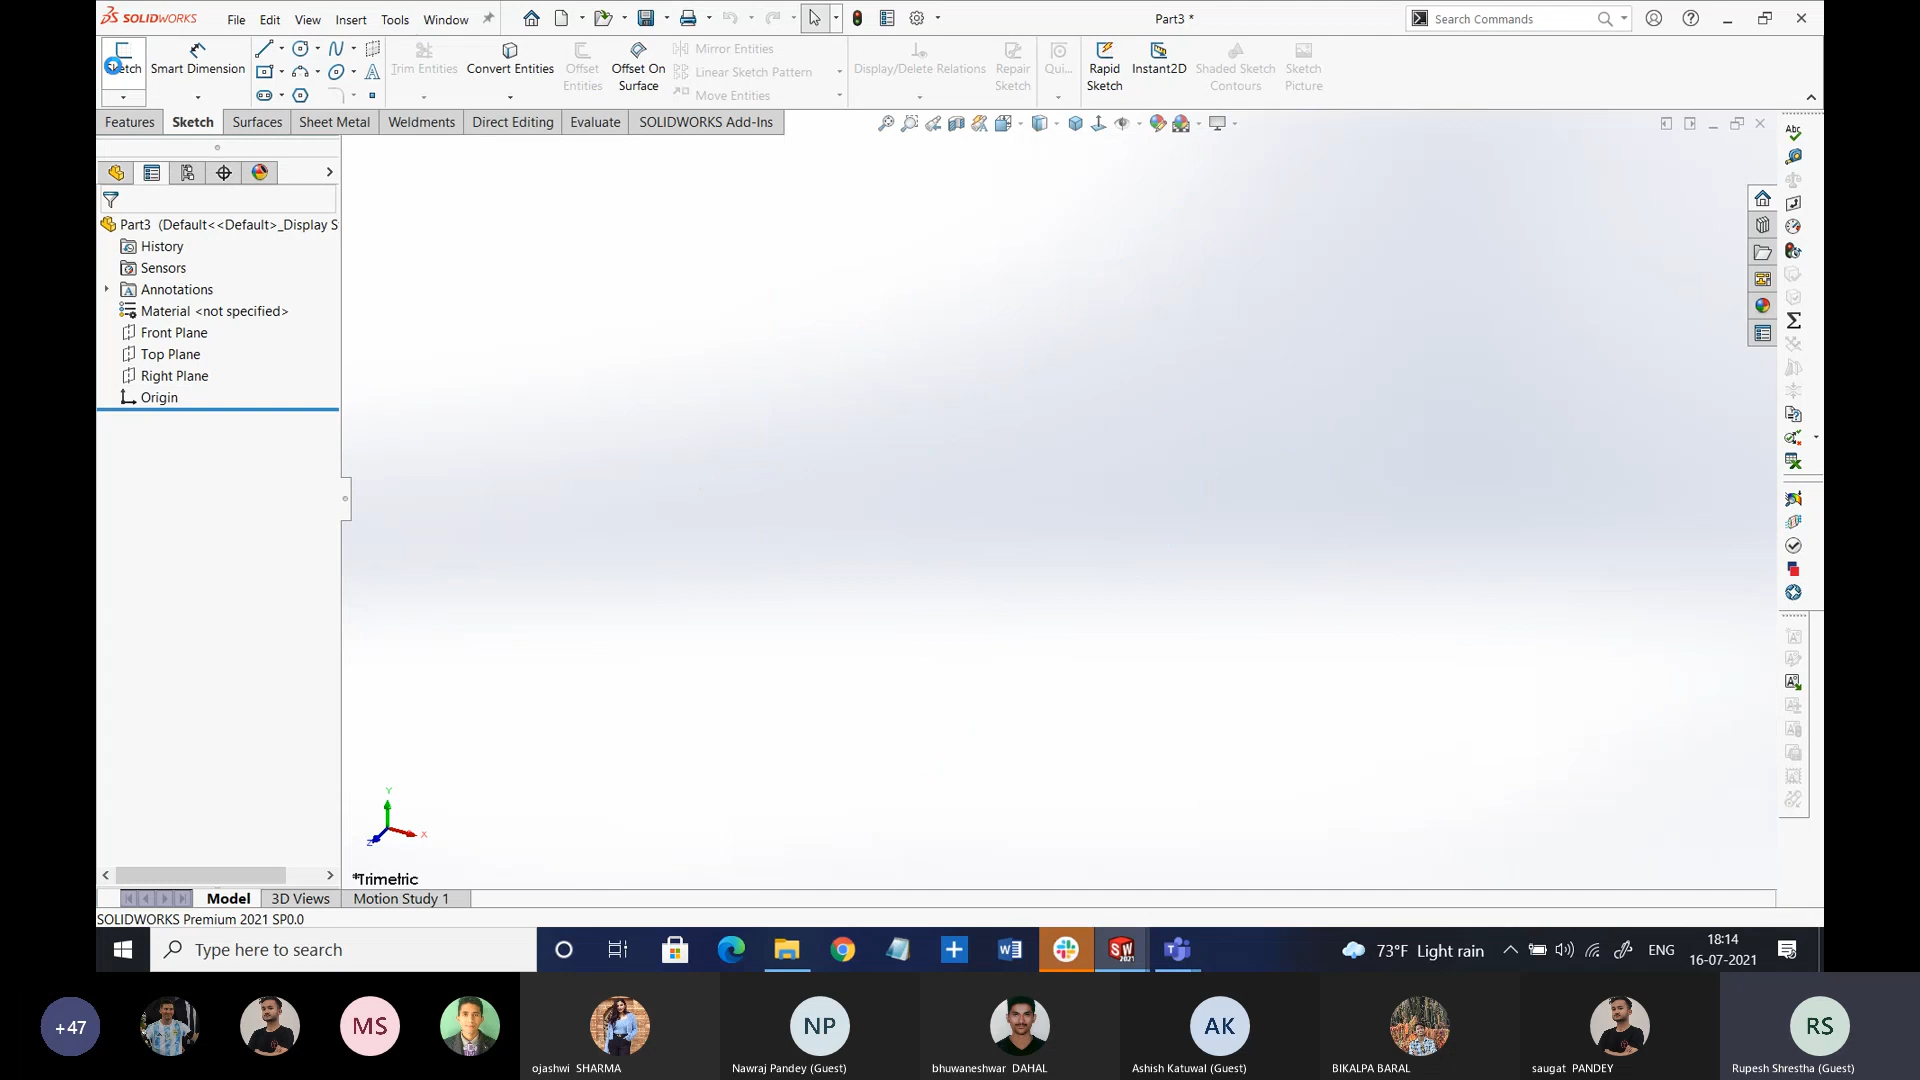 SOLIDWORKS File Edit View Insert Tools Window Part3 * Search Commands
Sketch Smart Dimension Trim Entities Convert Entities Offset Entities Offset On Surface Mirror Entities Linear Sketch Pattern Move Entities Display/Delete Relations Repair Sketch Qui... Rapid Sketch Instant2D Shaded Sketch Contours Sketch Picture
Features Sketch Surfaces Sheet Metal Weldments Direct Editing Evaluate SOLIDWORKS Add-Ins
Part3 (Default<<Default>_Display S
History
Sensors
Annotations
Material <not specified>
Front Plane
Top Plane
Right Plane
Origin
Abc
Y
X
Z
*Trimetric
Model 3D Views Motion Study 1
SOLIDWORKS Premium 2021 SP0.0
Type here to search
SW 2021
73°F Light rain ENG 18:14
16-07-2021
+47 MS NP AK RS
ojashwi SHARMA Nawraj Pandey (Guest) bhuwaneshwar DAHAL Ashish Katuwal (Guest) BIKALPA BARAL saugat PANDEY Rupesh Shrestha (Guest)